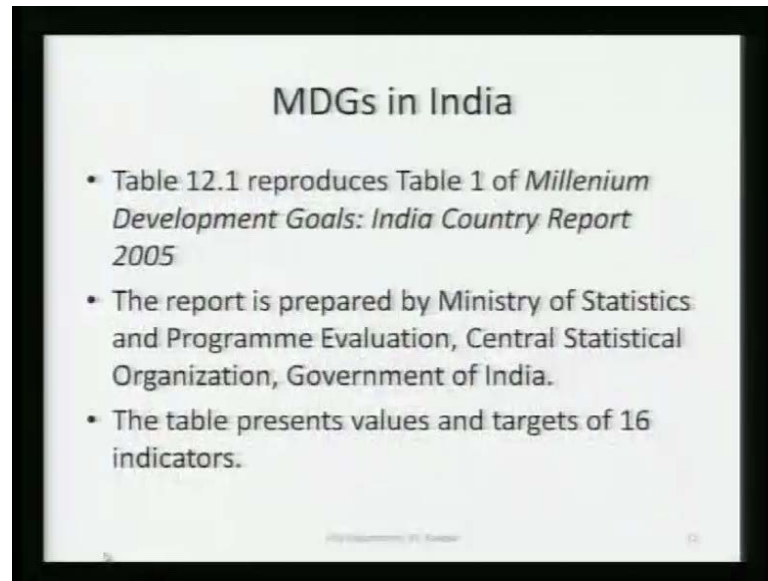 MDGs in India
• Table 12.1 reproduces Table 1 of Millenium
Development Goals: India Country Report
2005
• The report is prepared by Ministry of Statistics
and Programme Evaluation, Central Statistical
Organization, Government of India.
• The table presents values and targets of 16
indicators.